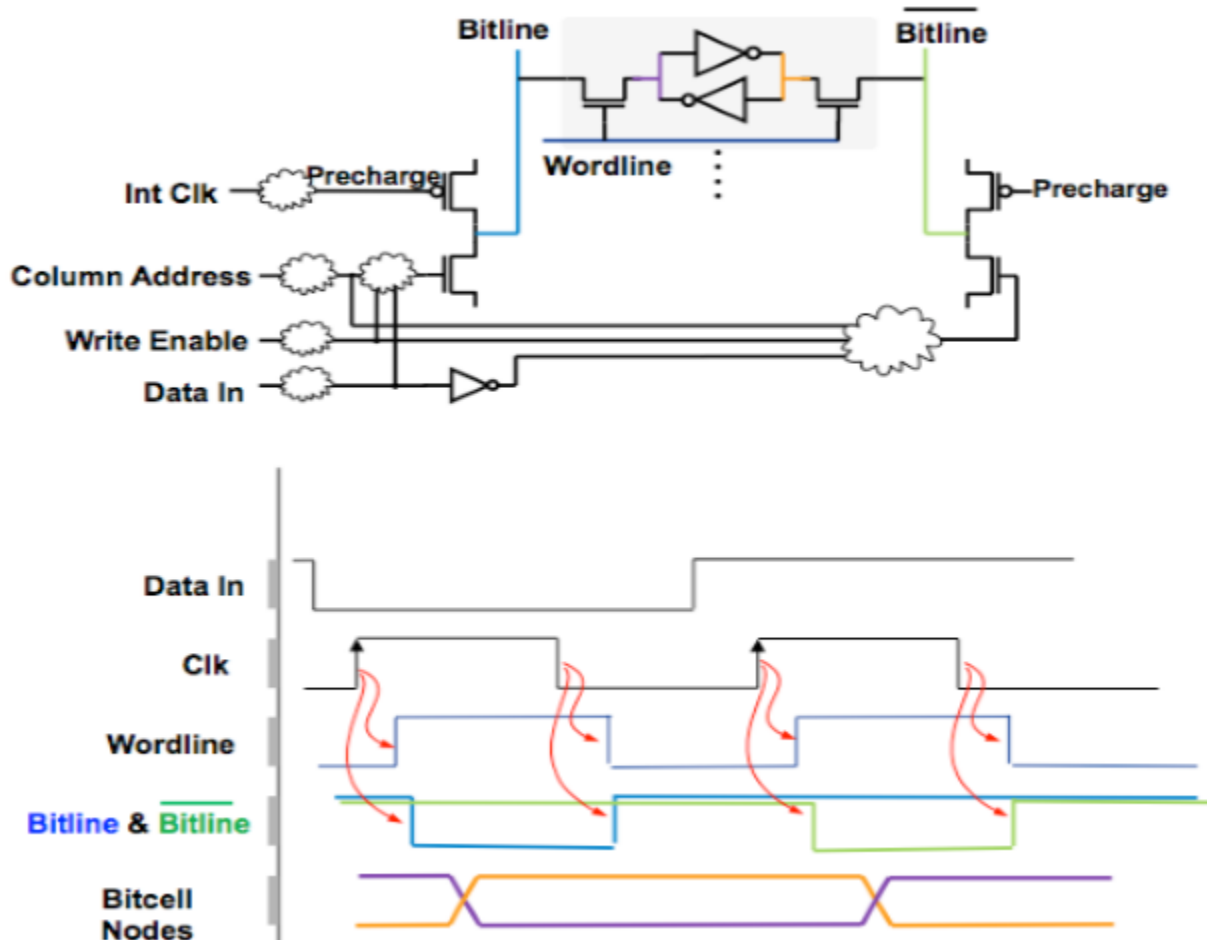 Bitline
Bitline
Wordline
Int Clk
Precharge
Precharge
Column Address
Write Enable
Data In
Data In
Clk
Wordline
Bitline & Bitline
Bitcell
Nodes